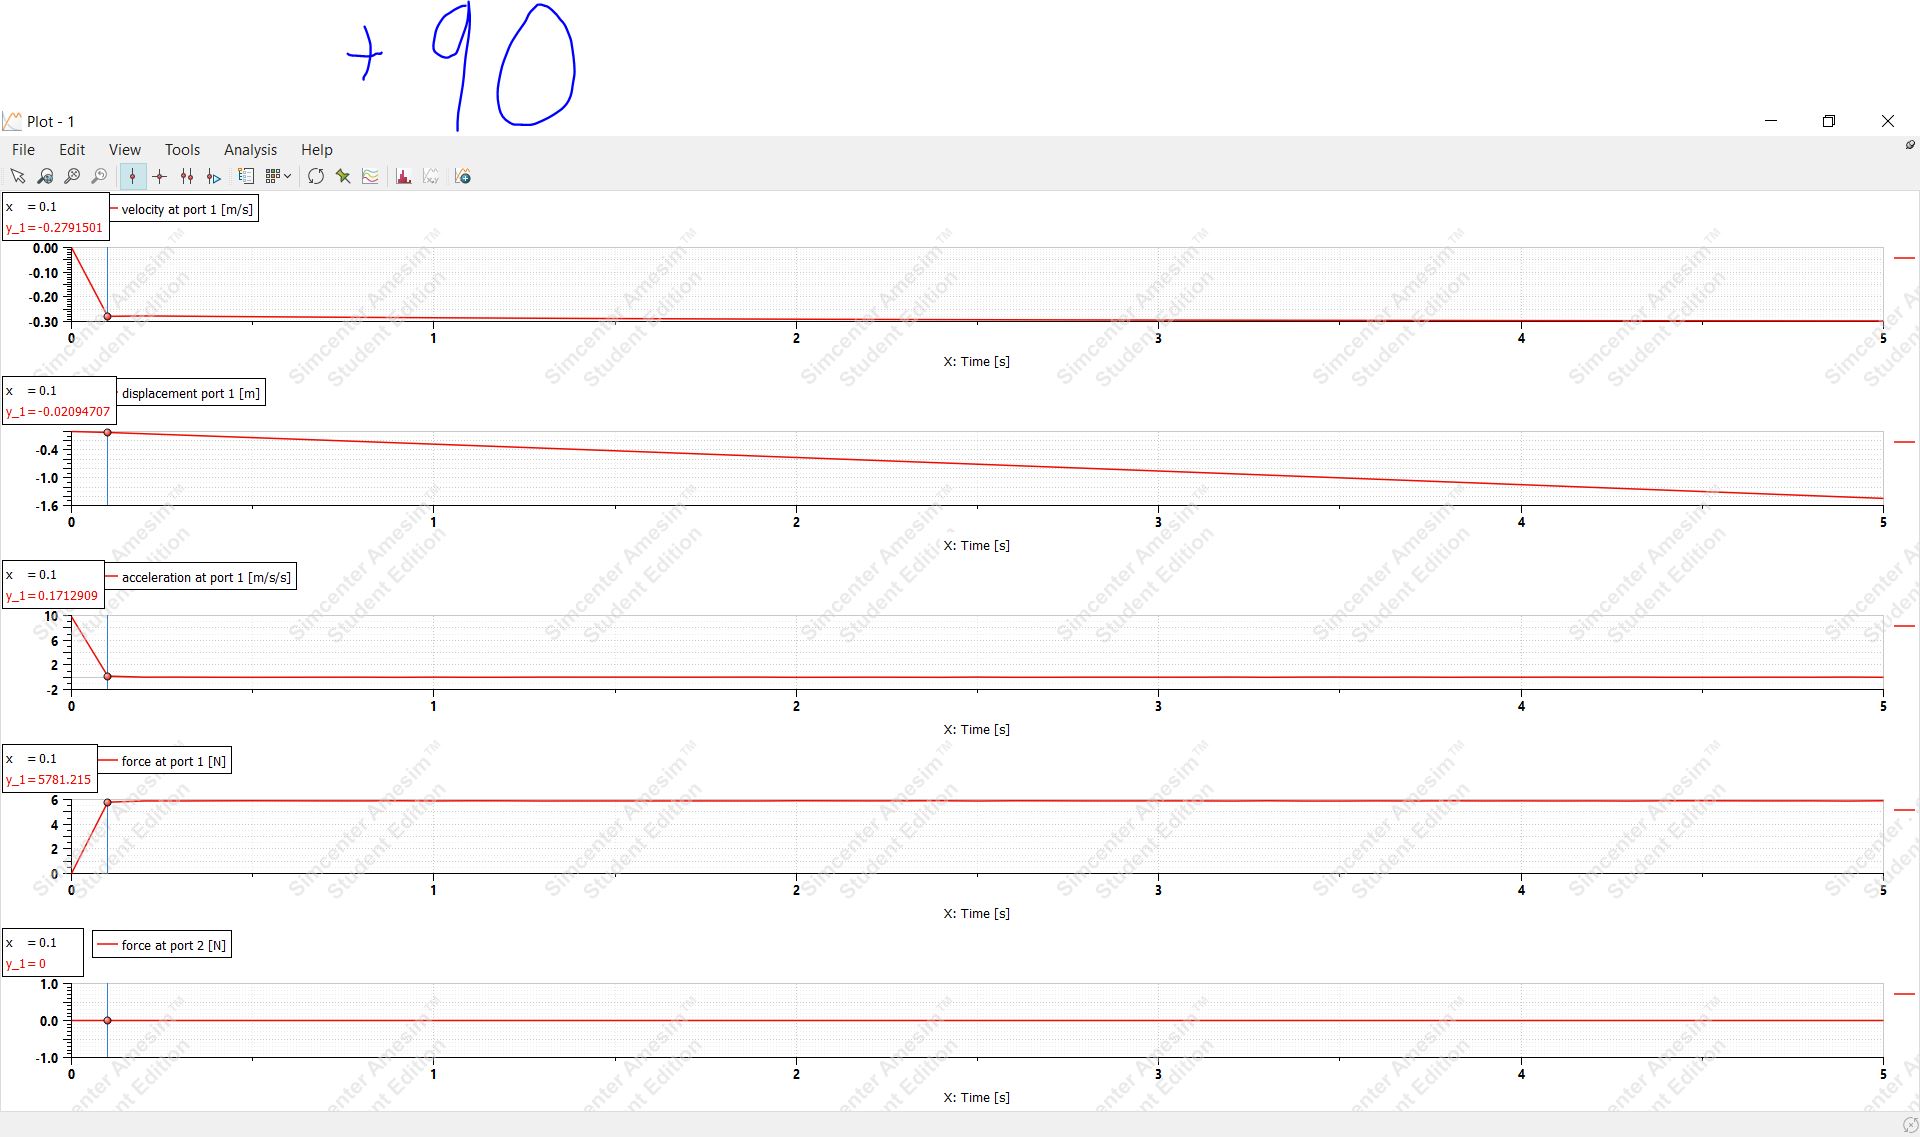 + 90
Plot - 1
File Edit View Tools Analysis Help
x = 0.1
y_1=-0.2791501
velocity at port 1 [m/s]
0.00
-0.10
-0.20
-0.30
0 1 2 3 4 5
X: Time [s]
x = 0.1
y_1=-0.02094707
displacement port 1 [m]
-0.4
-1.0
-1.6
0 1 2 3 4 5
X: Time [s]
x = 0.1
y_1=0.1712909
acceleration at port 1 [m/s/s]
10
6
2
-2
0 1 2 3 4 5
X: Time [s]
x = 0.1
y_1=5781.215
force at port 1 [N]
6
4
2
0
0 1 2 3 4 5
X: Time [s]
x = 0.1
y_1=0
force at port 2 [N]
1.0
0.0
-1.0
0 1 2 3 4 5
X: Time [s]
Simcenter Amesim™
Student Edition